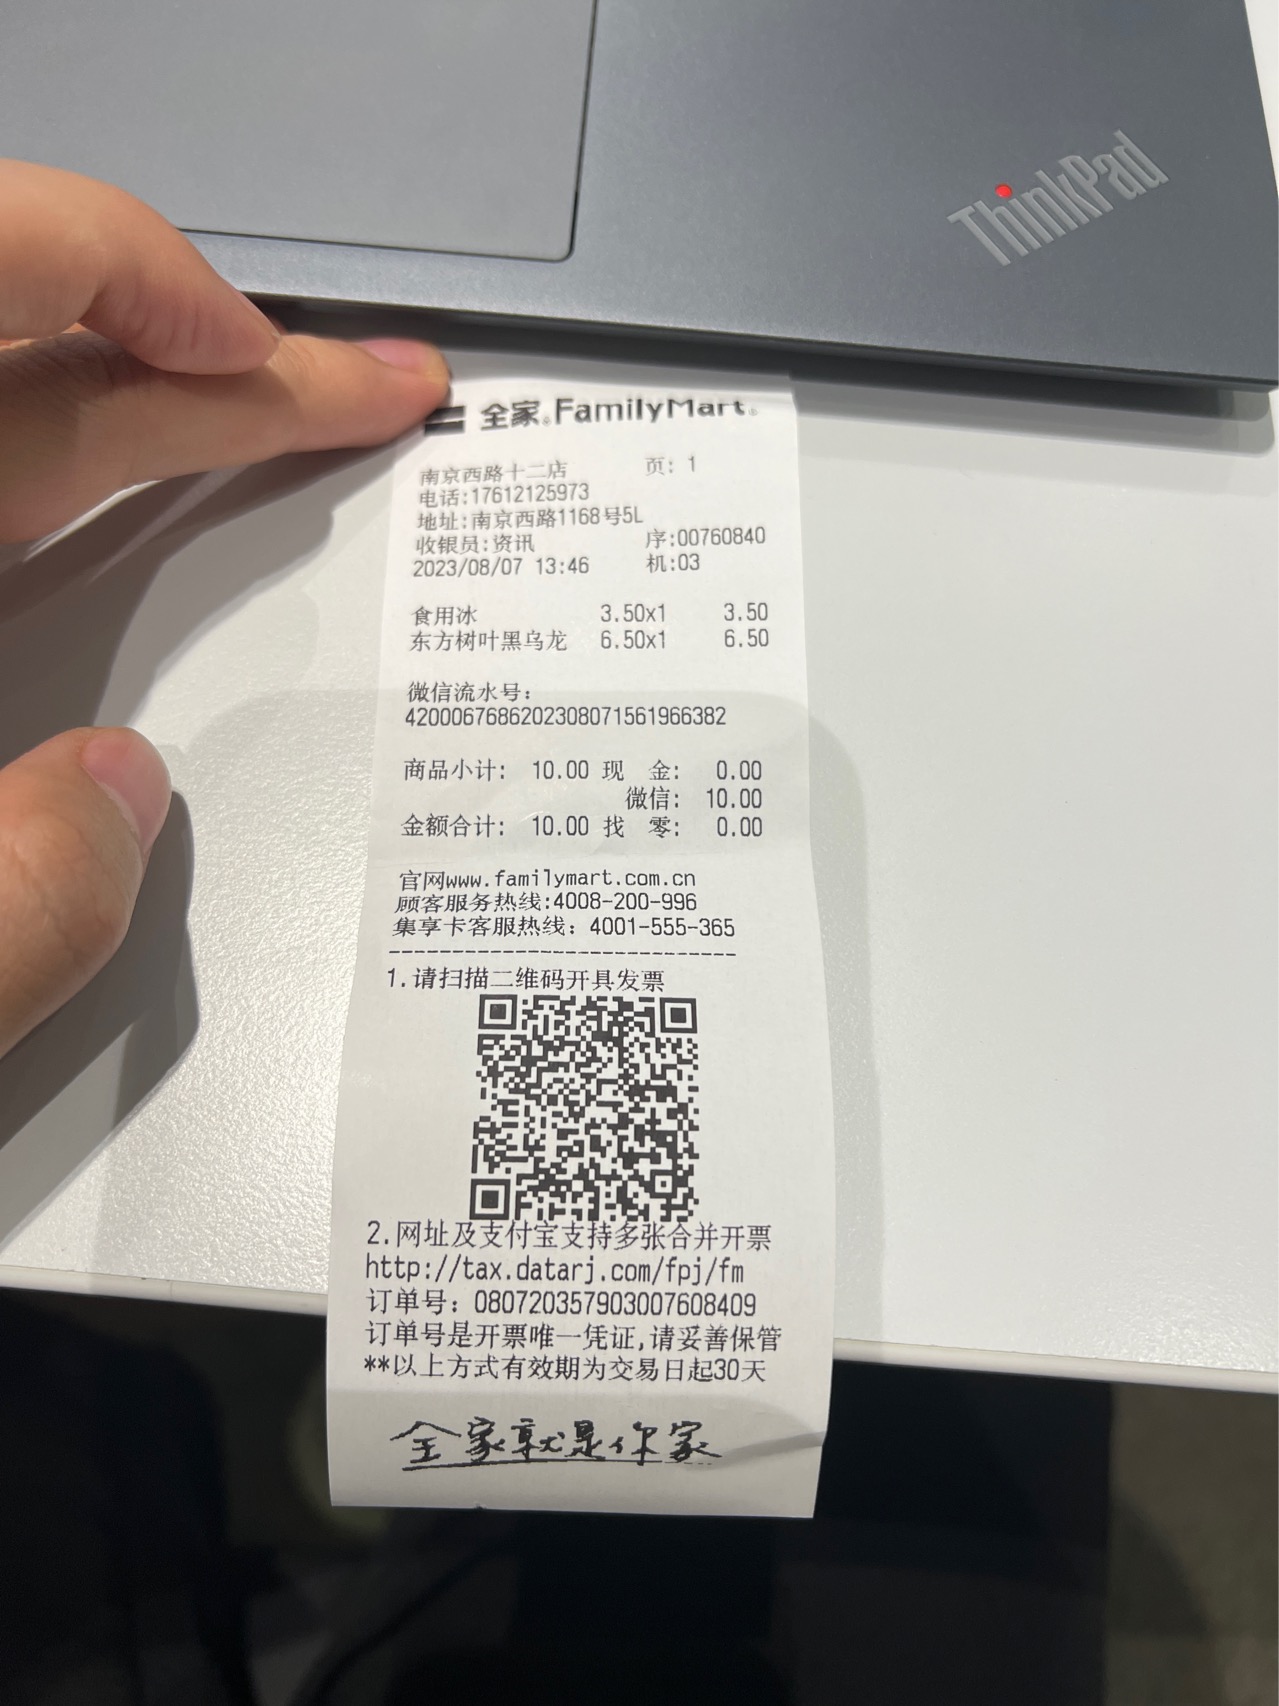 ThinkPad
全家®FamilyMart®
南京西路十二店 页: 1
电话:17612125973
地址:南京西路1168号5L
收银员:资讯 序:00760840
2023/08/07 13:46 机:03
食用冰 3.50x1 3.50
东方树叶黑乌龙 6.50x1 6.50
微信流水号:
4200067686202308071561966382
商品小计: 10.00 现 金: 0.00
微信: 10.00
金额合计: 10.00 找 零: 0.00
官网www.familymart.com.cn
顾客服务热线:4008-200-996
集享卡客服热线: 4001-555-365
----------------------------
1.请扫描二维码开具发票
2.网址及支付宝支持多张合并开票
http://tax.datarj.com/fpj/fm
订单号: 0807203579030076084​09
订单号是开票唯一凭证,请妥善保管
**以上方式有效期为交易日起30天
全家就是你家